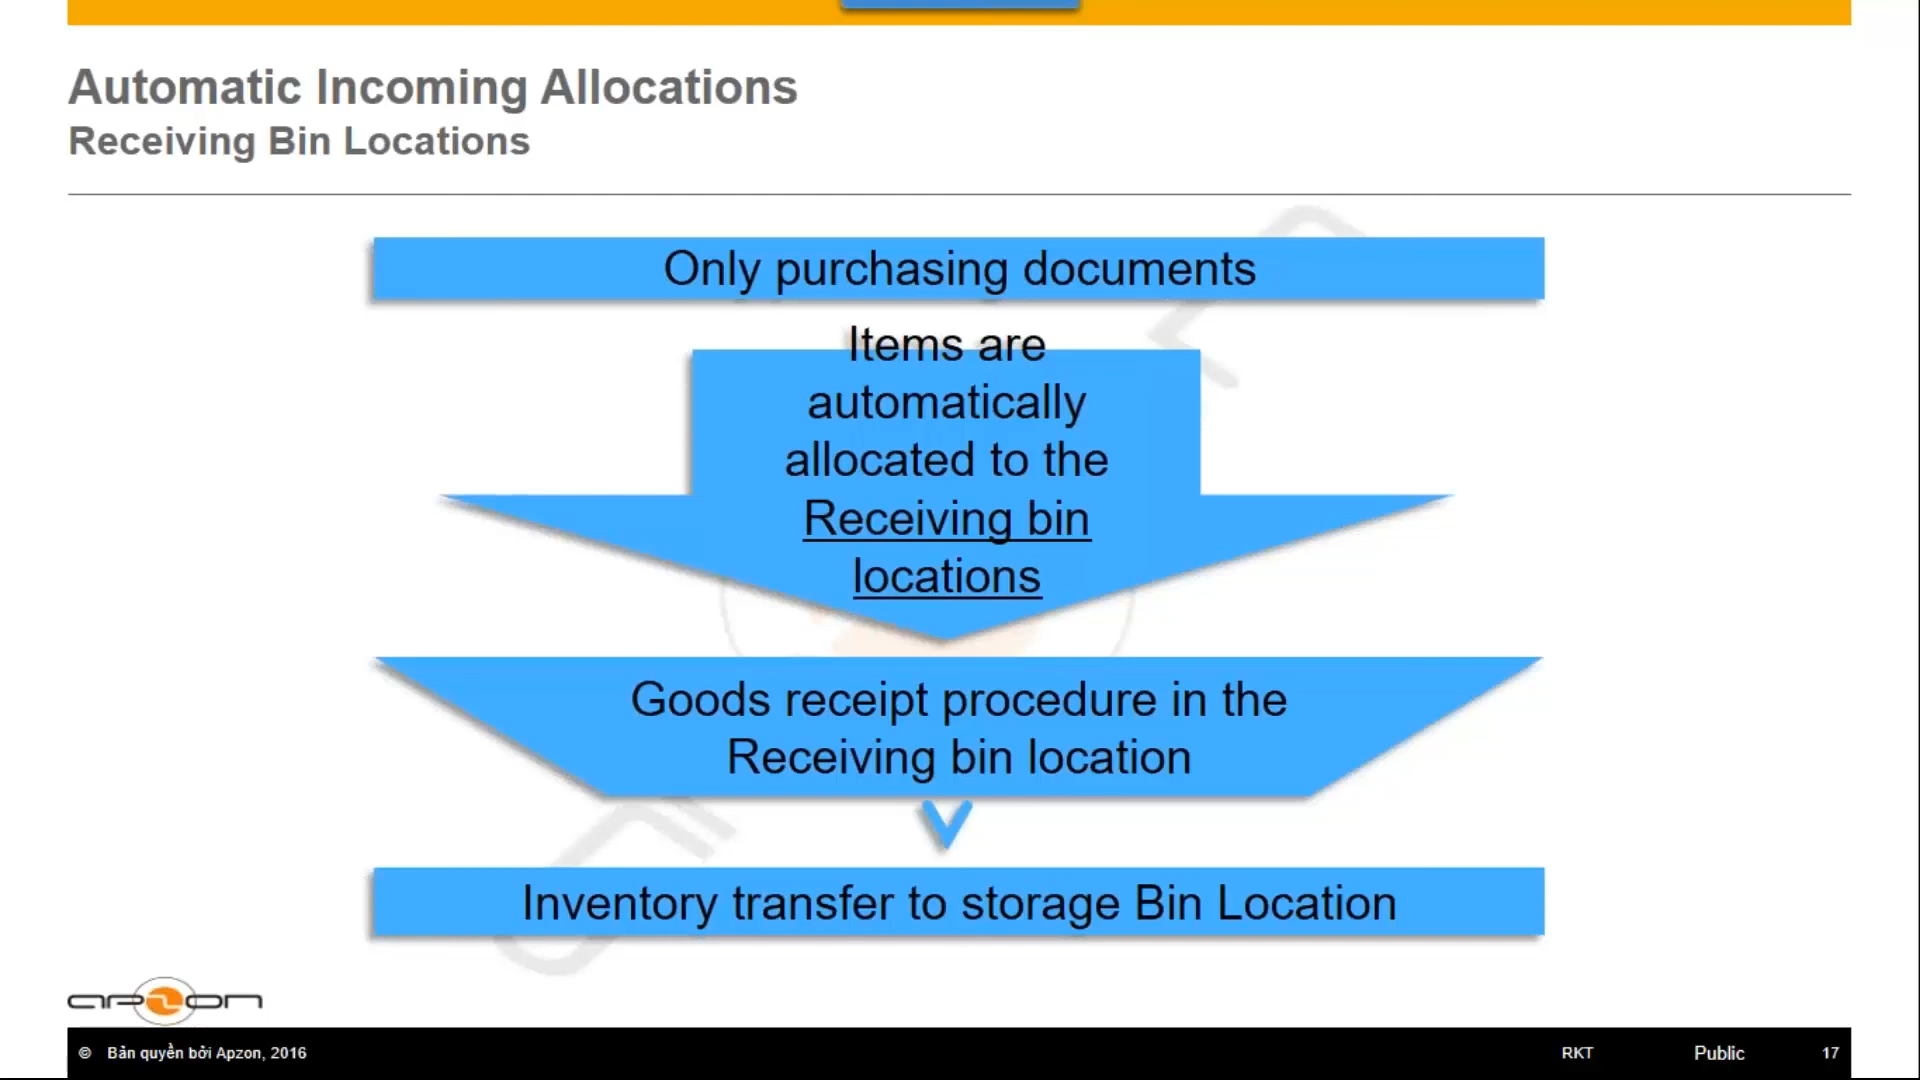 Automatic Incoming Allocations
Receiving Bin Locations
Only purchasing documents
Items are
automatically
allocated to the
Receiving bin
locations
Goods receipt procedure in the
Receiving bin location
Inventory transfer to storage Bin Location
apzon
© Bản quyền bởi Apzon, 2016 RKT Public 17